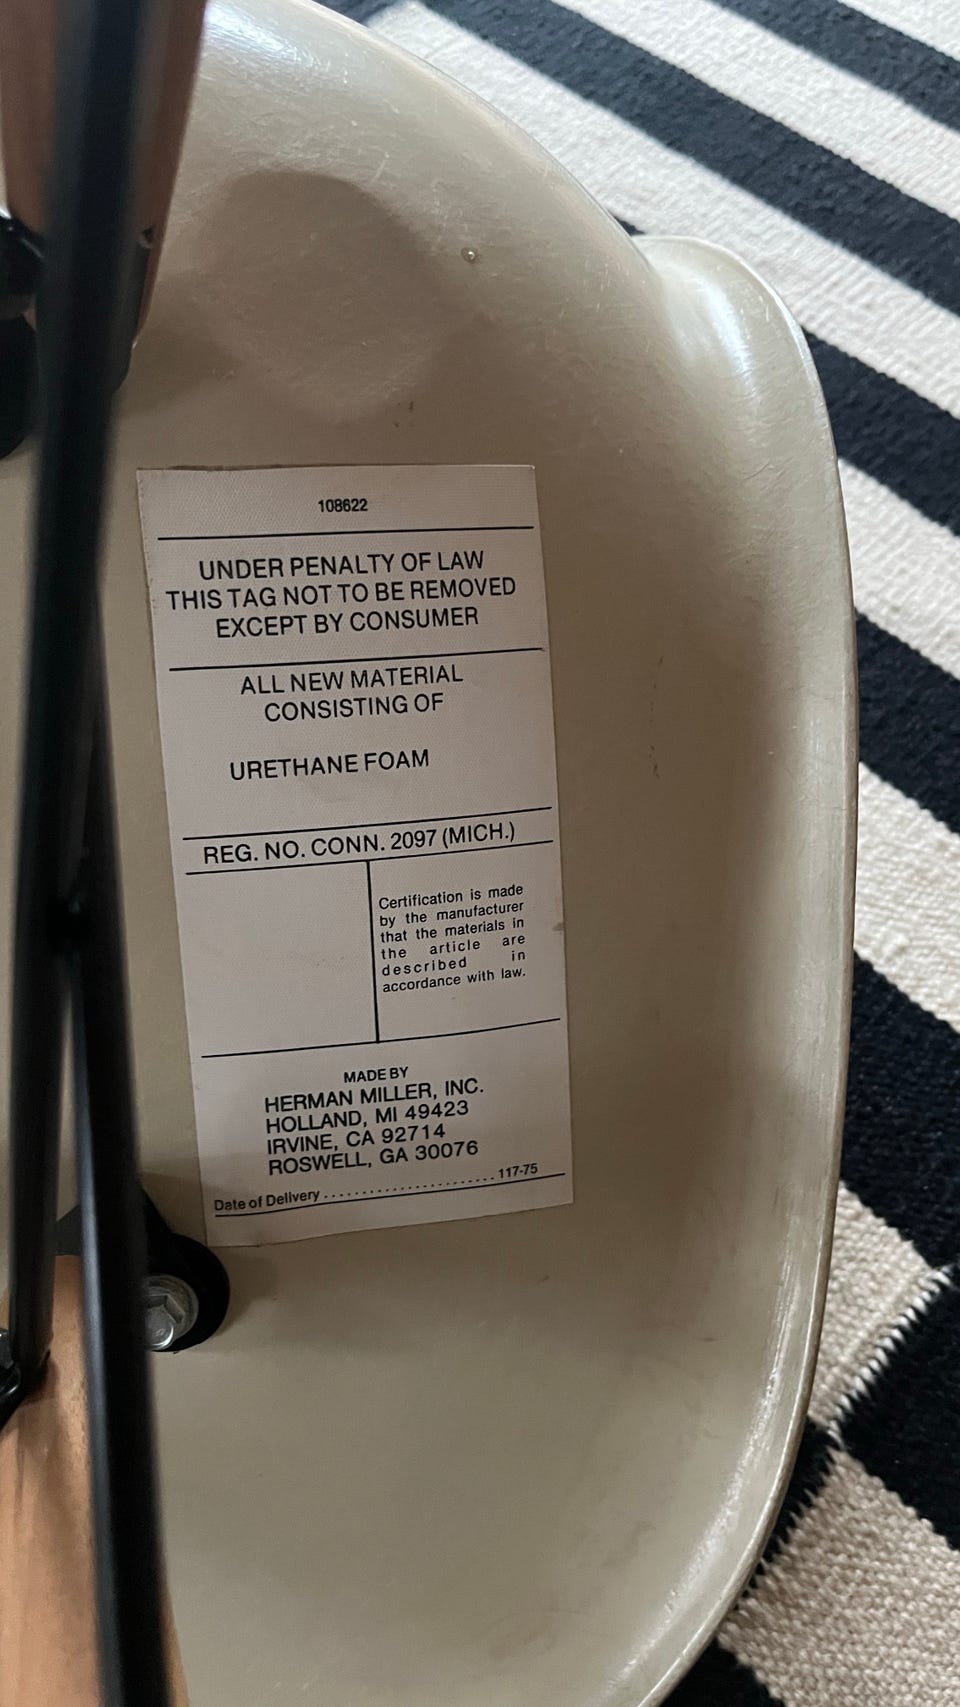 108622
UNDER PENALTY OF LAW
THIS TAG NOT TO BE REMOVED
EXCEPT BY CONSUMER
ALL NEW MATERIAL
CONSISTING OF
URETHANE FOAM
REG. NO. CONN. 2097 (MICH.)
Certification is made
by the manufacturer
that the materials in
the article are
described in
accordance with law.
MADE BY
HERMAN MILLER, INC.
HOLLAND, MI 49423
IRVINE, CA 92714
ROSWELL, GA 30076
Date of Delivery ........................ 117-75